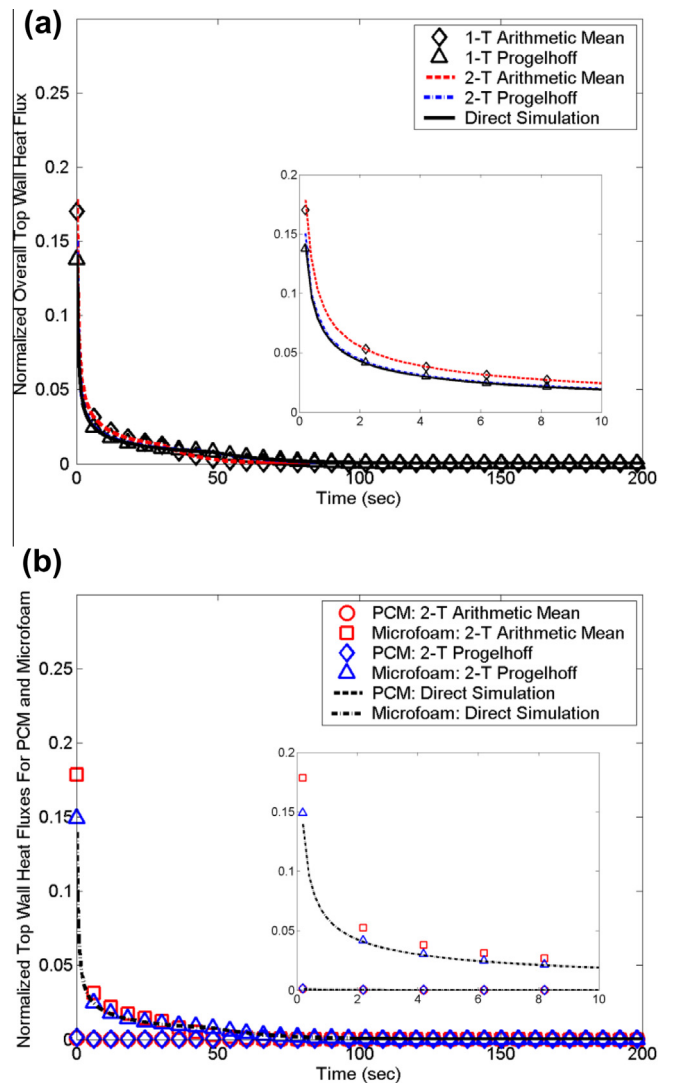 (a)
1-T Arithmetic Mean
1-T Progelhoff
2-T Arithmetic Mean
2-T Progelhoff
Direct Simulation
Normalized Overall Top Wall Heat Flux
0.25
0.2
0.15
0.1
0.05
0
0.2
0.15
0.1
0.05
0
0 2 4 6 8 10
0 50 100 150 200
Time (sec)
(b)
PCM: 2-T Arithmetic Mean
Microfoam: 2-T Arithmetic Mean
PCM: 2-T Progelhoff
Microfoam: 2-T Progelhoff
PCM: Direct Simulation
Microfoam: Direct Simulation
Normalized Top Wall Heat Fluxes For PCM and Microfoam
0.25
0.2
0.15
0.1
0.05
0
0.2
0.15
0.1
0.05
0
0 2 4 6 8 10
0 50 100 150 200
Time (sec)